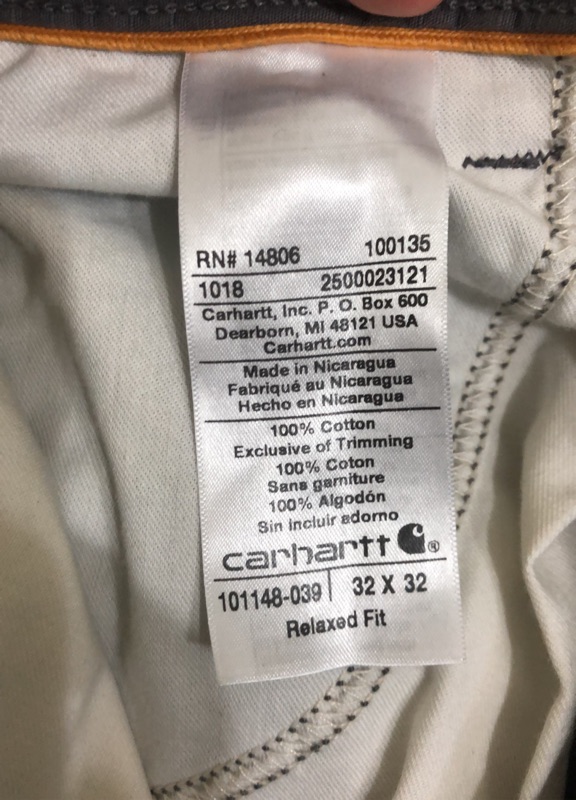 RN# 14806 100135
1018 2500023121
Carhartt, Inc. P. O. Box 600
Dearborn, MI 48121 USA
Carhartt.com
Made in Nicaragua
Fabriqué au Nicaragua
Hecho en Nicaragua
100% Cotton
Exclusive of Trimming
100% Coton
Sans garniture
100% Algodón
Sin incluir adorno
carhartt ®
101148-039 32 X 32
Relaxed Fit